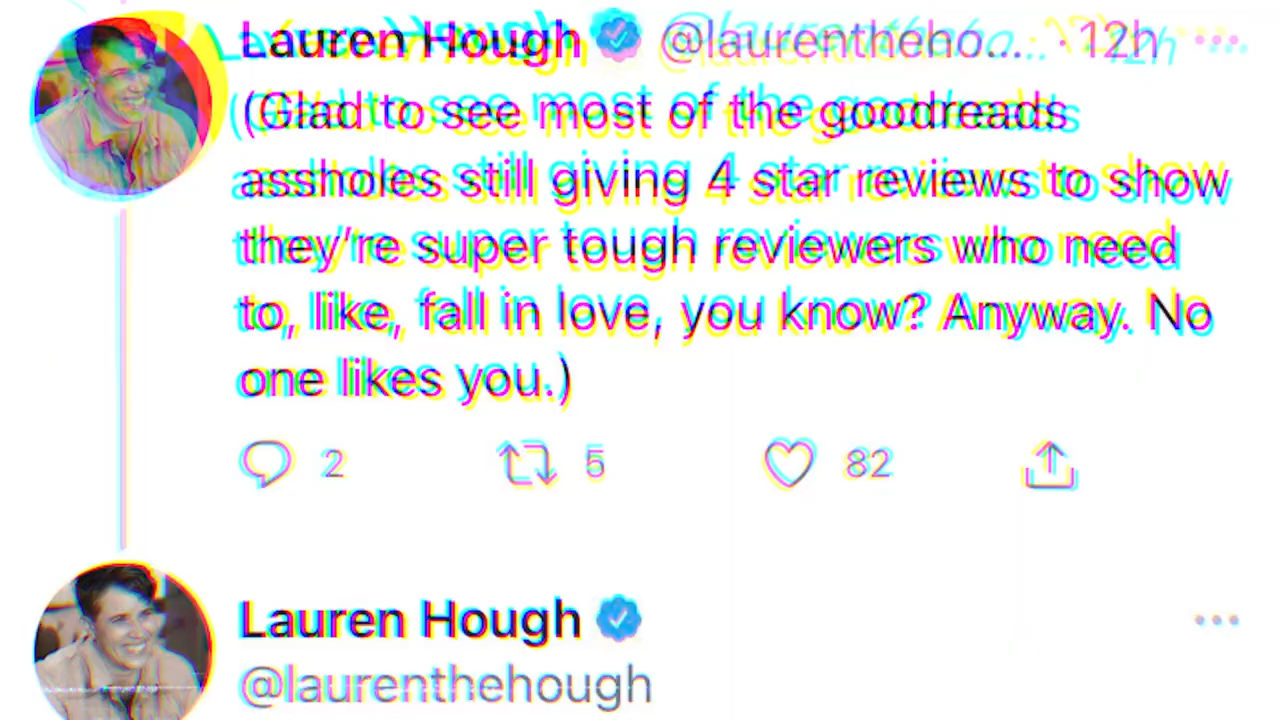 Lauren Hough @laurentheho... · 12h
(Glad to see most of the goodreads
assholes still giving 4 star reviews to show
they're super tough reviewers who need
to, like, fall in love, you know? Anyway. No
one likes you.)
2 5 82
Lauren Hough
@laurenthehough